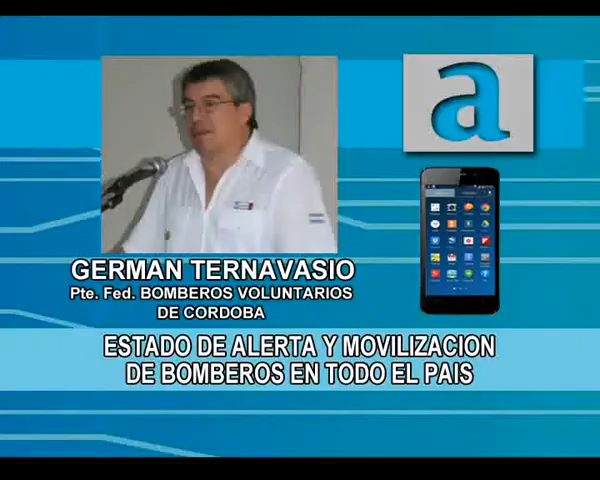 a
GERMAN TERNAVASIO
Pte. Fed. BOMBEROS VOLUNTARIOS
DE CORDOBA
ESTADO DE ALERTA Y MOVILIZACION
DE BOMBEROS EN TODO EL PAIS